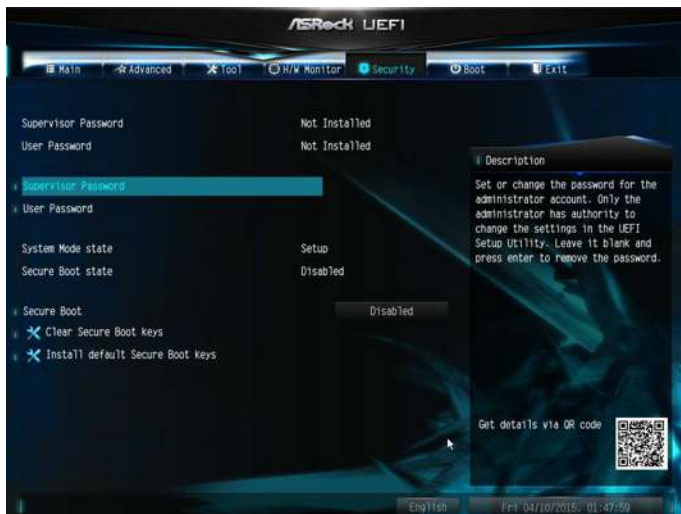 ASRock UEFI
Main Advanced Tool H/W Monitor Security Boot Exit
Supervisor Password Not Installed
User Password Not Installed
Supervisor Password
User Password
System Mode state Setup
Secure Boot state Disabled
Secure Boot Disabled
Clear Secure Boot keys
Install default Secure Boot keys
Description
Set or change the password for the
administrator account. Only the
administrator has authority to
change the settings in the UEFI
Setup Utility. Leave it blank and
press enter to remove the password.
Get details via QR code
English Fri 04/10/2015. 01:47:59